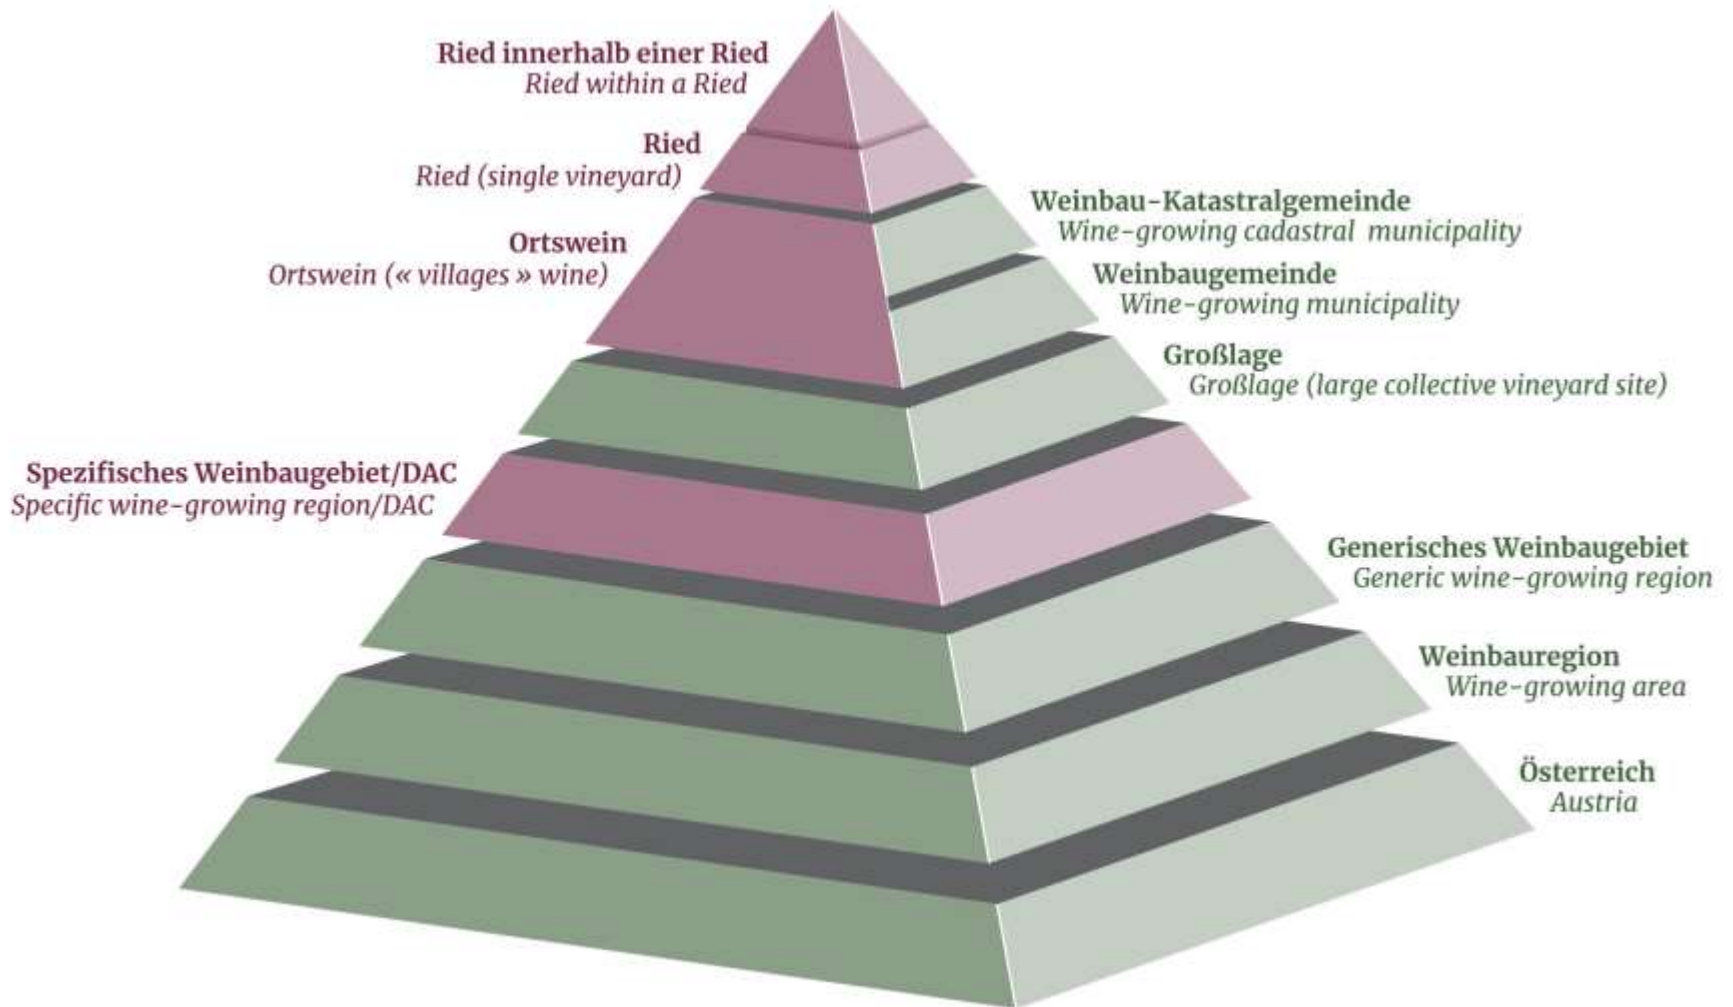 Ried innerhalb einer Ried
Ried within a Ried
Ried
Ried (single vineyard)
Ortswein
Ortswein (« villages » wine)
Weinbau-Katastralgemeinde
Wine-growing cadastral municipality
Weinbaugemeinde
Wine-growing municipality
Großlage
Großlage (large collective vineyard site)
Spezifisches Weinbaugebiet/DAC
Specific wine-growing region/DAC
Generisches Weinbaugebiet
Generic wine-growing region
Weinbauregion
Wine-growing area
Österreich
Austria